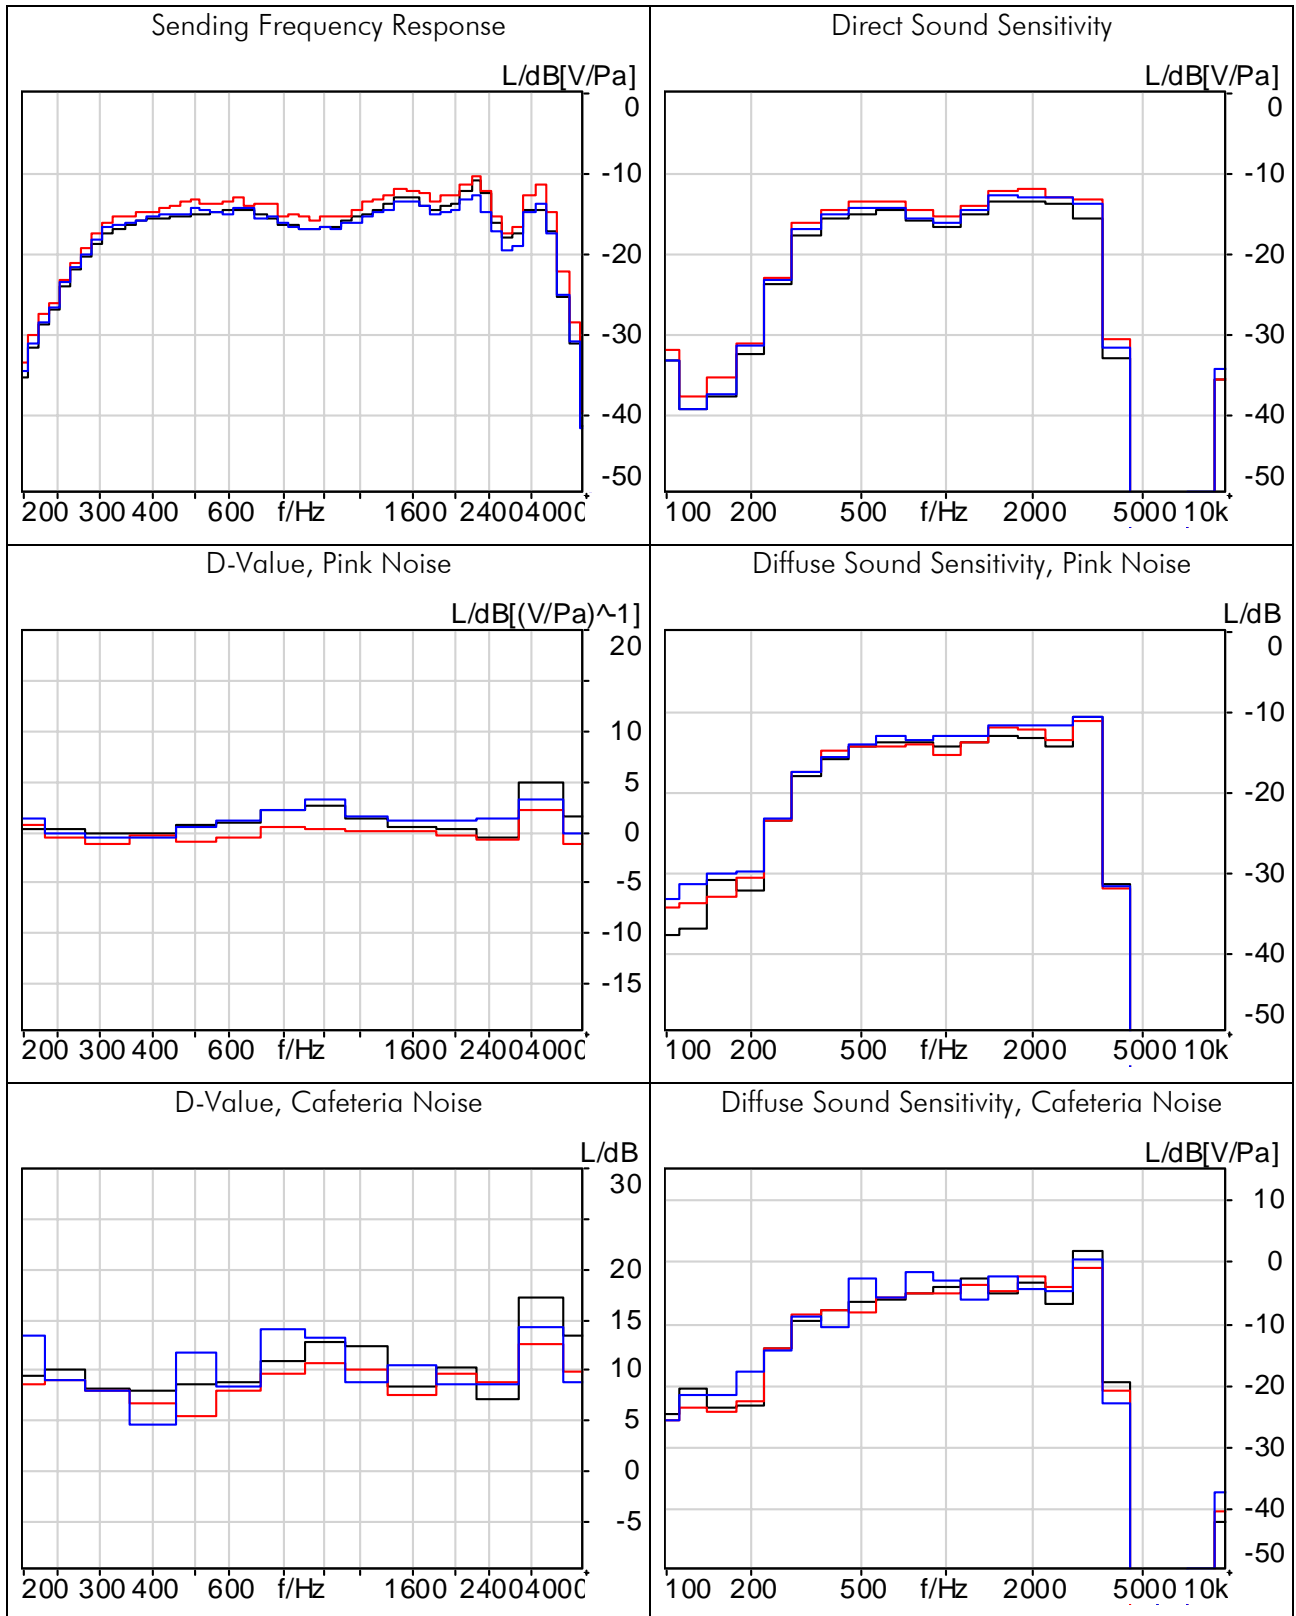 Sending Frequency Response
L/dB[V/Pa]
0
-10
-20
-30
-40
-50
200 300 400 600 f/Hz 1600 2400 4000
Direct Sound Sensitivity
L/dB[V/Pa]
0
-10
-20
-30
-40
-50
100 200 500 f/Hz 2000 5000 10k
D-Value, Pink Noise
L/dB[(V/Pa)^-1]
20
10
5
0
-5
-10
-15
200 300 400 600 f/Hz 1600 2400 4000
Diffuse Sound Sensitivity, Pink Noise
L/dB
0
-10
-20
-30
-40
-50
100 200 500 f/Hz 2000 5000 10k
D-Value, Cafeteria Noise
L/dB
30
20
15
10
5
0
-5
200 300 400 600 f/Hz 1600 2400 4000
Diffuse Sound Sensitivity, Cafeteria Noise
L/dB[V/Pa]
10
0
-10
-20
-30
-40
-50
100 200 500 f/Hz 2000 5000 10k